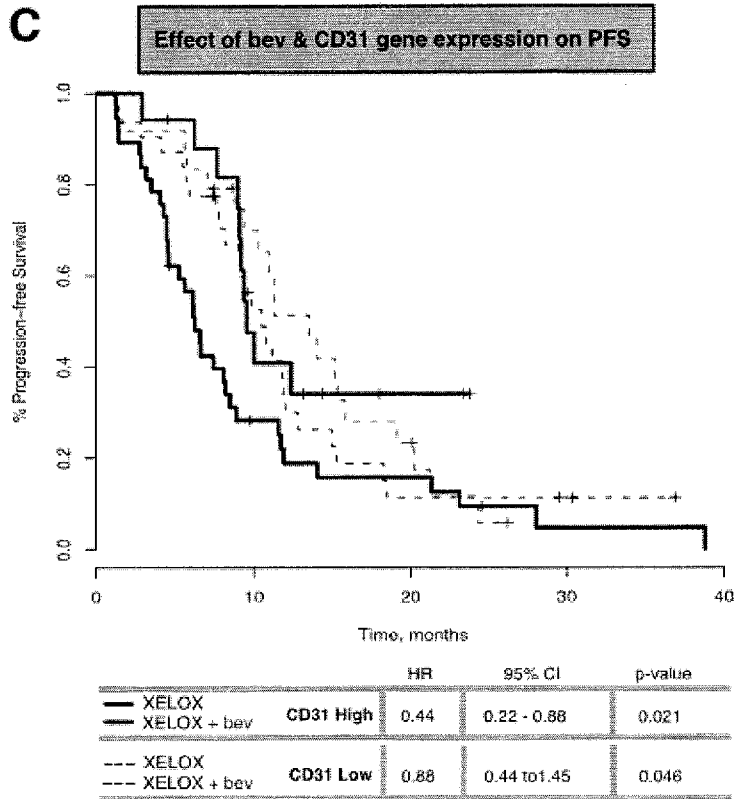 C
Effect of bev & CD31 gene expression on PFS
% Progression-free Survival
1.0
0.8
0.6
0.4
0.2
0.0
0 10 20 30 40
Time, months
HR 95% CI p-value
XELOX
XELOX + bev CD31 High 0.44 0.22 - 0.88 0.021
XELOX
XELOX + bev CD31 Low 0.88 0.44 to1.45 0.046